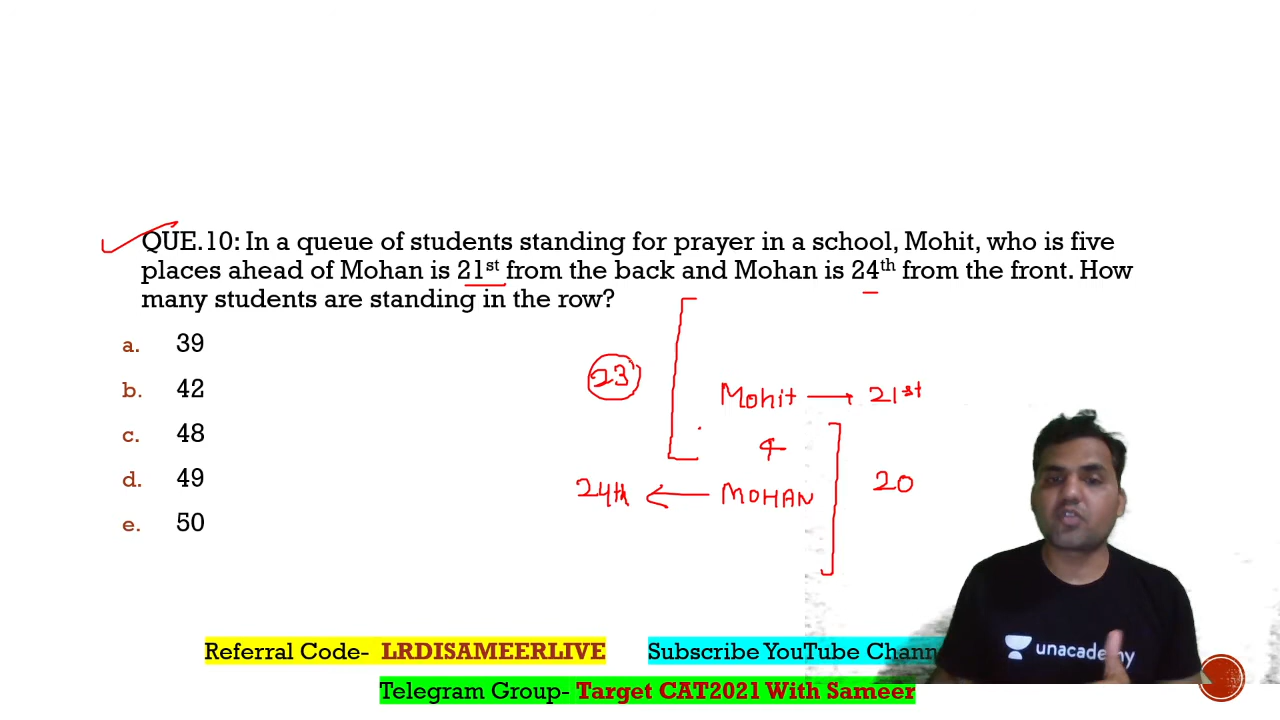 QUE.10: In a queue of students standing for prayer in a school, Mohit, who is five
places ahead of Mohan is 21st from the back and Mohan is 24th from the front. How
many students are standing in the row?
a. 39
b. 42
c. 48
d. 49
e. 50
23
Mohit → 21st
4
24th ← MOHAN
20
unacademy
Referral Code- LRDISAMEERLIVE
Subscribe YouTube Chann
Telegram Group- Target CAT2021 With Sameer